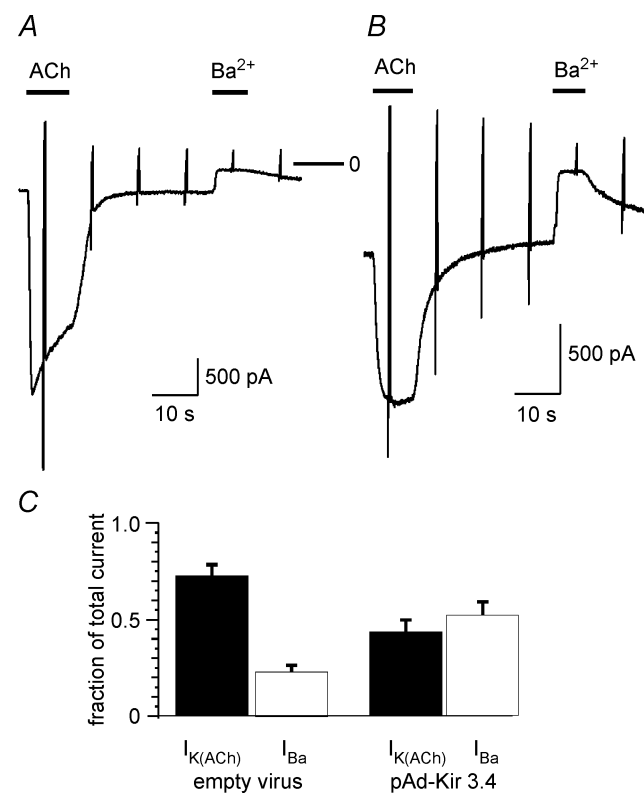 A
B
ACh
Ba2+
ACh
Ba2+
0
500 pA
10 s
500 pA
10 s
C
fraction of total current
1.0
0.5
0
IK(ACh)
IBa
IK(ACh)
IBa
empty virus
pAd-Kir 3.4